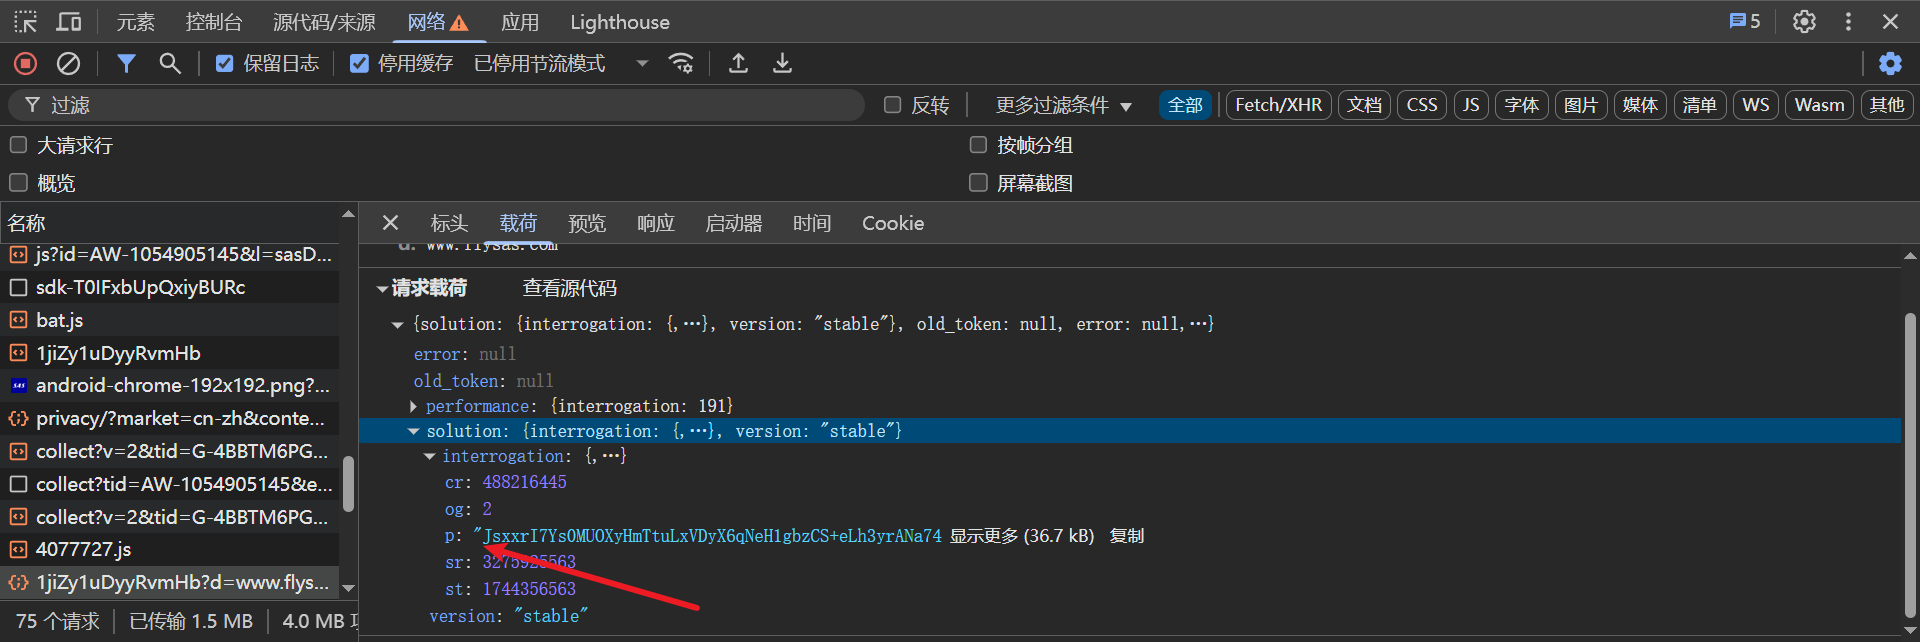 元素 控制台 源代码/来源 网络 应用 Lighthouse 5
保留日志 停用缓存 已停用节流模式
过滤 反转 更多过滤条件 全部 Fetch/XHR 文档 CSS JS 字体 图片 媒体 清单 WS Wasm 其他
大请求行 按帧分组
概览 屏幕截图
名称
js?id=AW-1054905145&l=sasD...
sdk-T0IFxbUpQxiyBURc
bat.js
1jiZy1uDyyRvmHb
android-chrome-192x192.png?...
privacy/?market=cn-zh&conte...
collect?v=2&tid=G-4BBTM6PG...
collect?tid=AW-1054905145&e...
collect?v=2&tid=G-4BBTM6PG...
4077727.js
1jiZy1uDyyRvmHb?d=www.flys...
75 个请求 已传输 1.5 MB 4.0 MB
标头 载荷 预览 响应 启动器 时间 Cookie
d: www.flysas.com
请求载荷 查看源代码
{solution: {interrogation: {,…}, version: "stable"}, old_token: null, error: null,…}
error: null
old_token: null
performance: {interrogation: 191}
solution: {interrogation: {,…}, version: "stable"}
interrogation: {,…}
cr: 488216445
og: 2
p: "JsxxrI7YsOMUOXyHmTtuLxVDyX6qNeH1gbzCS+eLh3yrANa74 显示更多 (36.7 kB) 复制
sr: 3275925563
st: 1744356563
version: "stable"